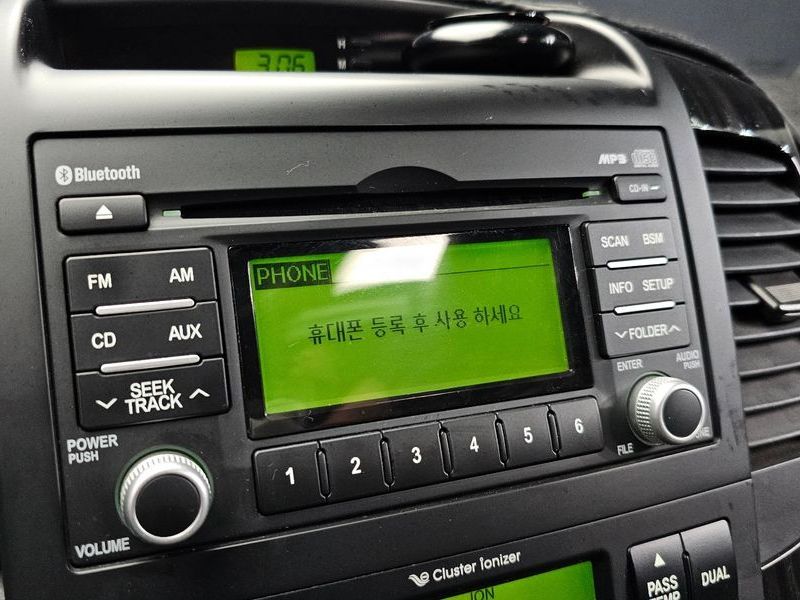 3:06
H
M
Bluetooth
MP3
CD-IN
FM AM
CD AUX
SEEK
TRACK
POWER
PUSH
VOLUME
PHONE
휴대폰 등록 후 사용 하세요
SCAN BSM
INFO SETUP
FOLDER
ENTER
AUDIO
PUSH
FILE
1 2 3 4 5 6
Cluster ionizer
ION
PASS
TEMP
DUAL